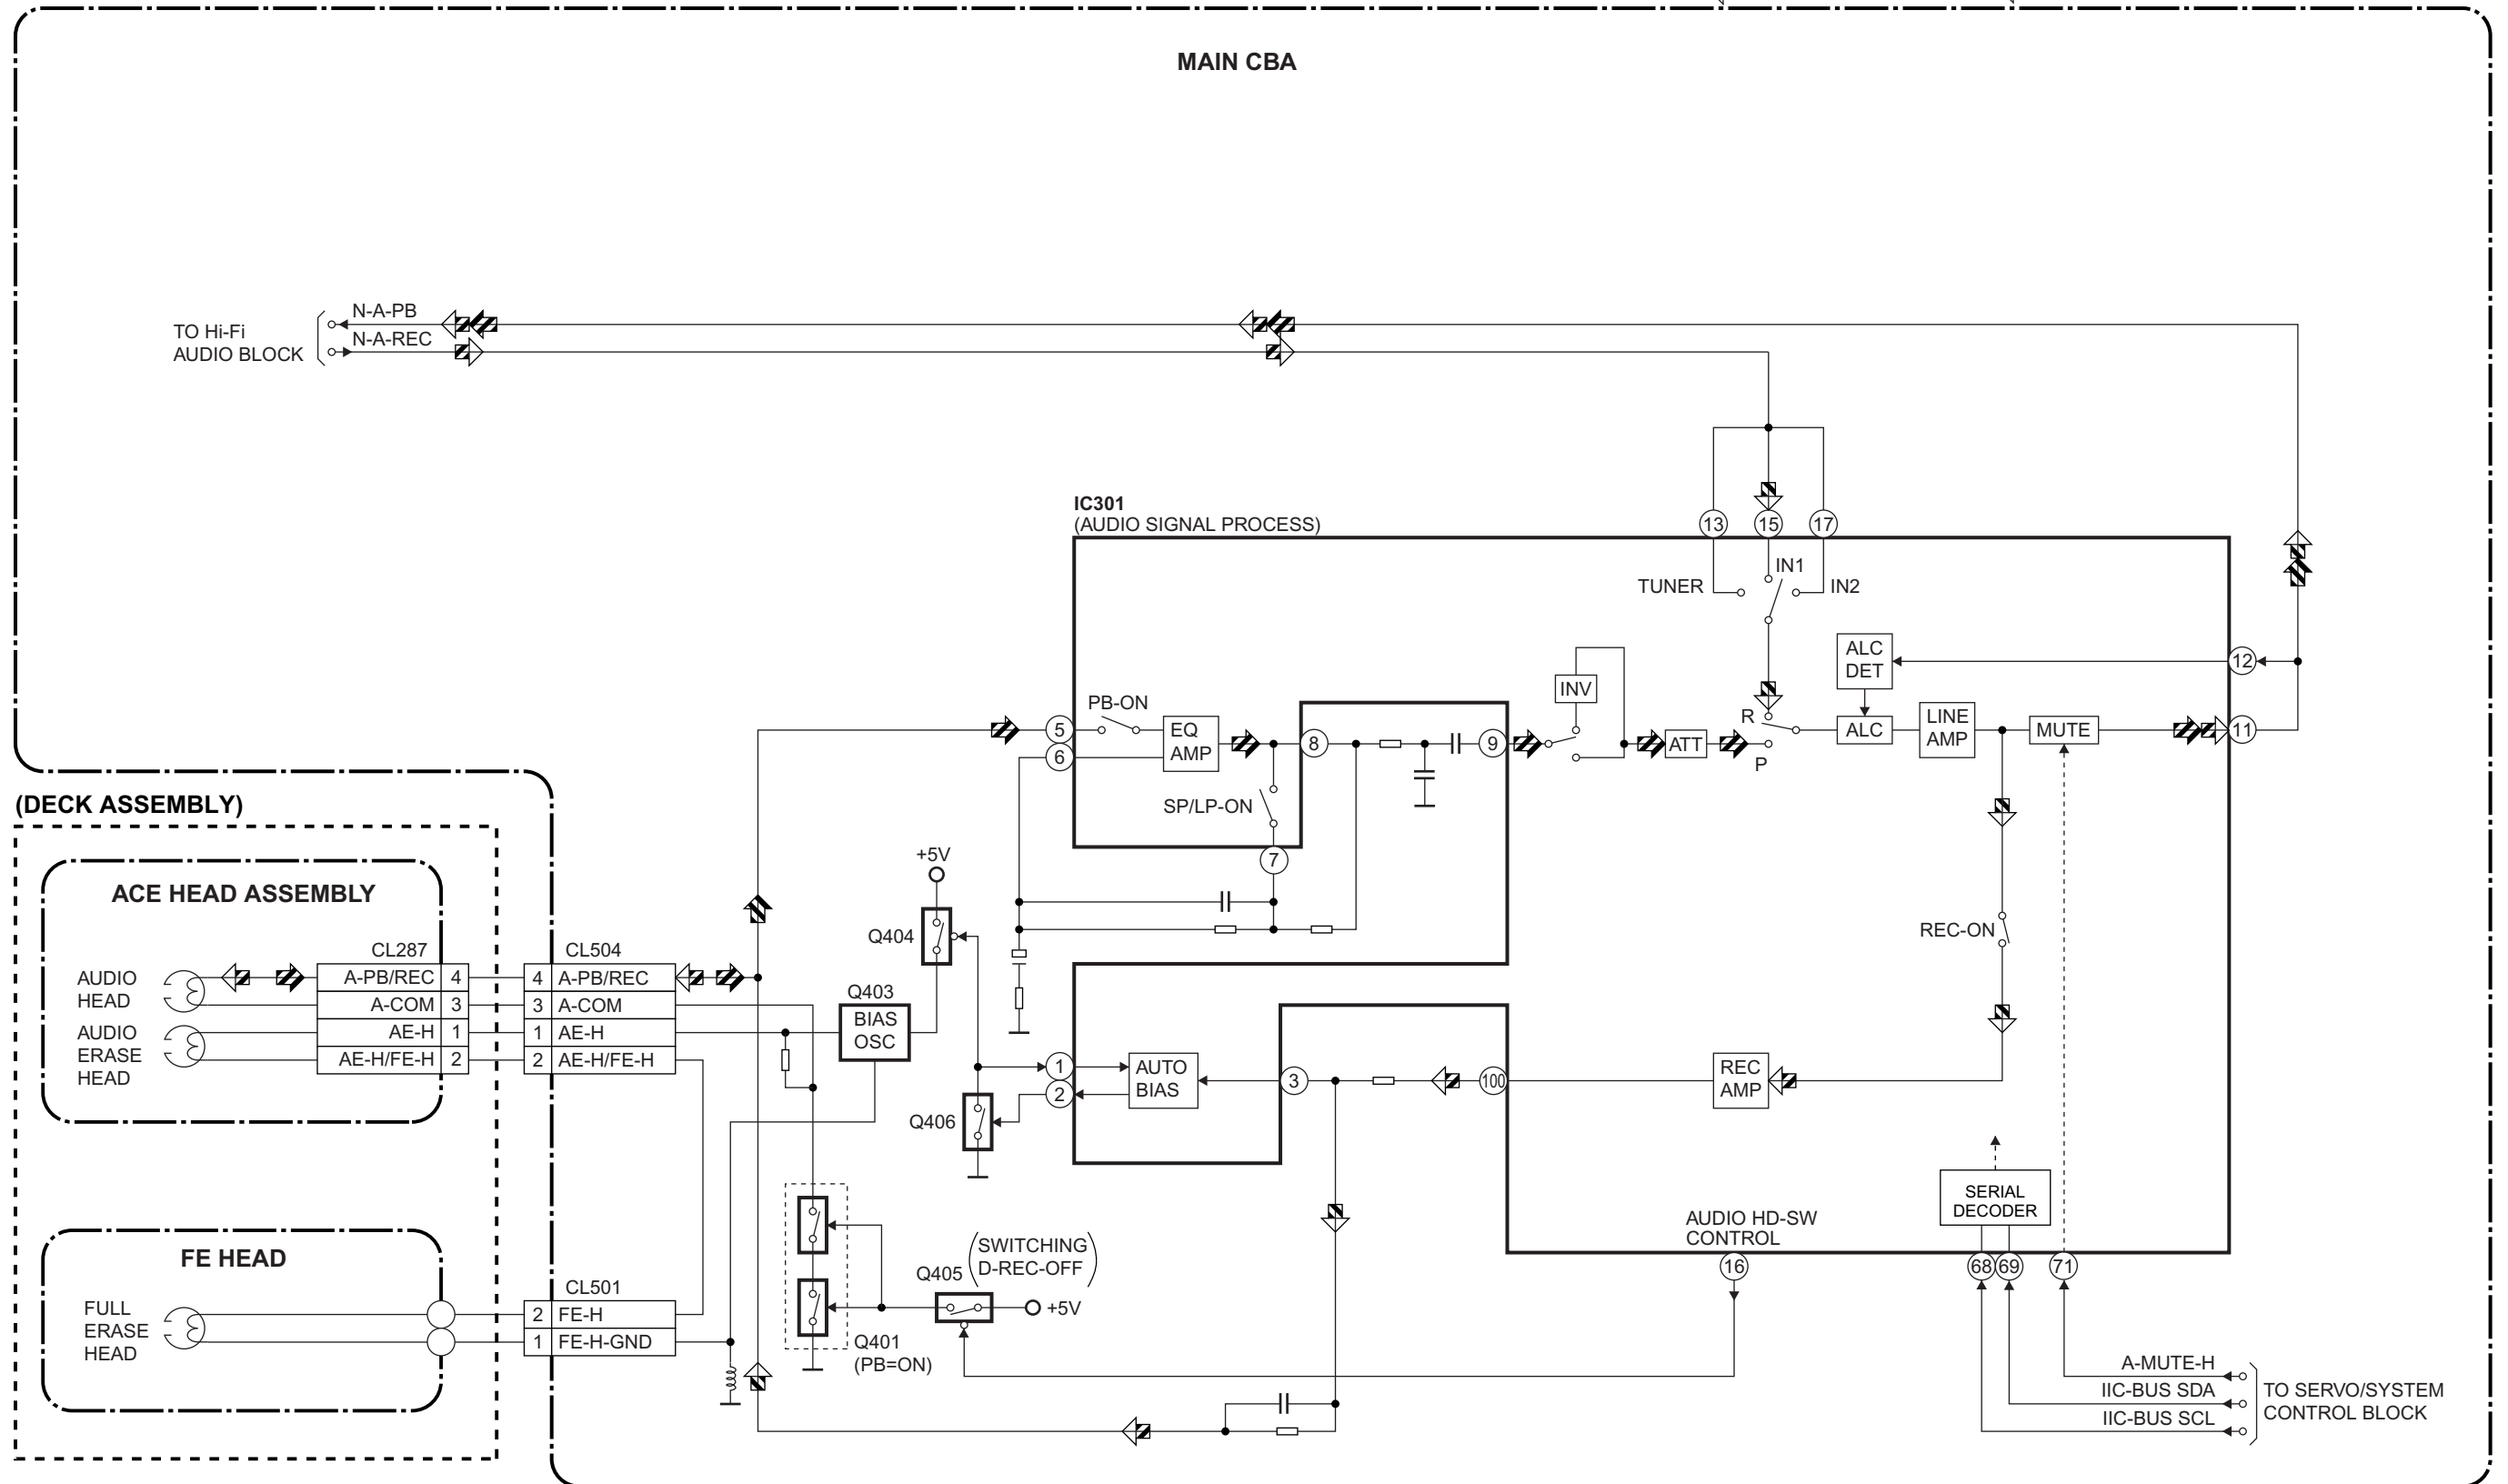 MAIN CBA
TO Hi-Fi
AUDIO BLOCK
N-A-PB
N-A-REC
IC301
(AUDIO SIGNAL PROCESS)
13
15
17
TUNER
IN1
IN2
ALC
DET
12
INV
PB-ON
5
6
EQ
AMP
8
9
ATT
R
P
ALC
LINE
AMP
MUTE
11
SP/LP-ON
7
(DECK ASSEMBLY)
ACE HEAD ASSEMBLY
+5V
Q404
REC-ON
CL287
CL504
AUDIO
HEAD
A-PB/REC 4
4 A-PB/REC
A-COM 3
3 A-COM
AUDIO
ERASE
HEAD
AE-H 1
1 AE-H
AE-H/FE-H 2
2 AE-H/FE-H
Q403
BIAS
OSC
1
2
AUTO
BIAS
3
100
REC
AMP
Q406
SERIAL
DECODER
AUDIO HD-SW
CONTROL
16
68
69
71
FE HEAD
FULL
ERASE
HEAD
CL501
2 FE-H
1 FE-H-GND
Q405
(SWITCHING
D-REC-OFF)
+5V
Q401
(PB=ON)
A-MUTE-H
IIC-BUS SDA
IIC-BUS SCL
TO SERVO/SYSTEM
CONTROL BLOCK